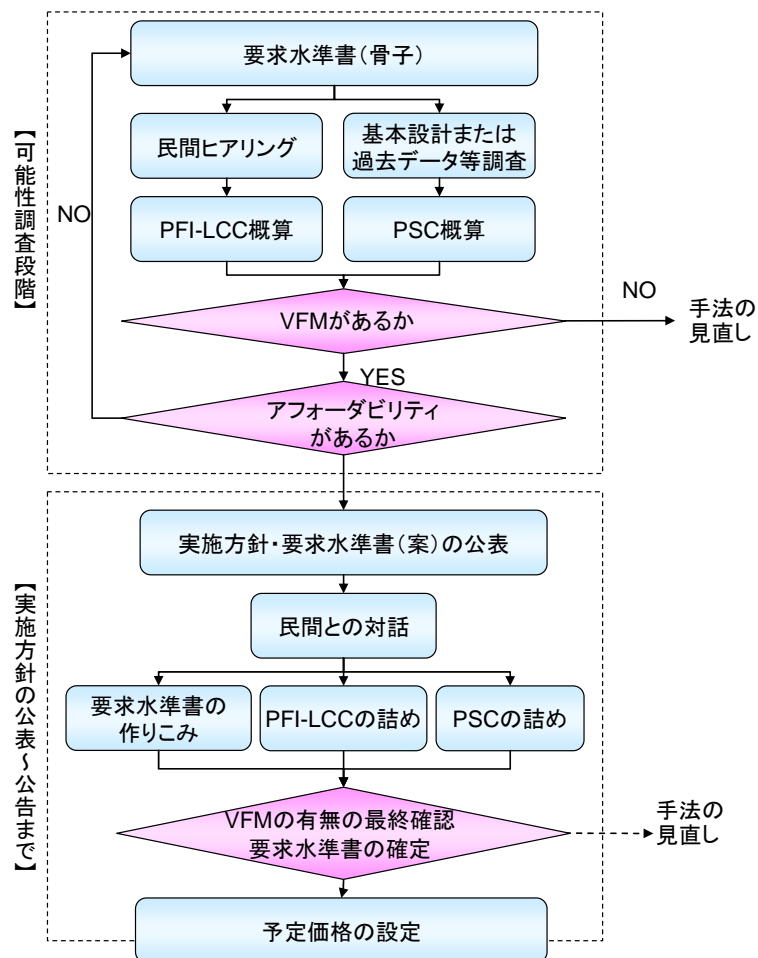 【可能性調査段階】
要求水準書（骨子）
民間ヒアリング
基本設計または
過去データ等調査
NO
PFI-LCC概算
PSC概算
VFMがあるか
NO
手法の
見直し
YES
アフォーダビリティ
があるか
【実施方針の公表～公告まで】
実施方針・要求水準書（案）の公表
民間との対話
要求水準書の
作りこみ
PFI-LCCの詰め
PSCの詰め
VFMの有無の最終確認
要求水準書の確定
手法の
見直し
予定価格の設定